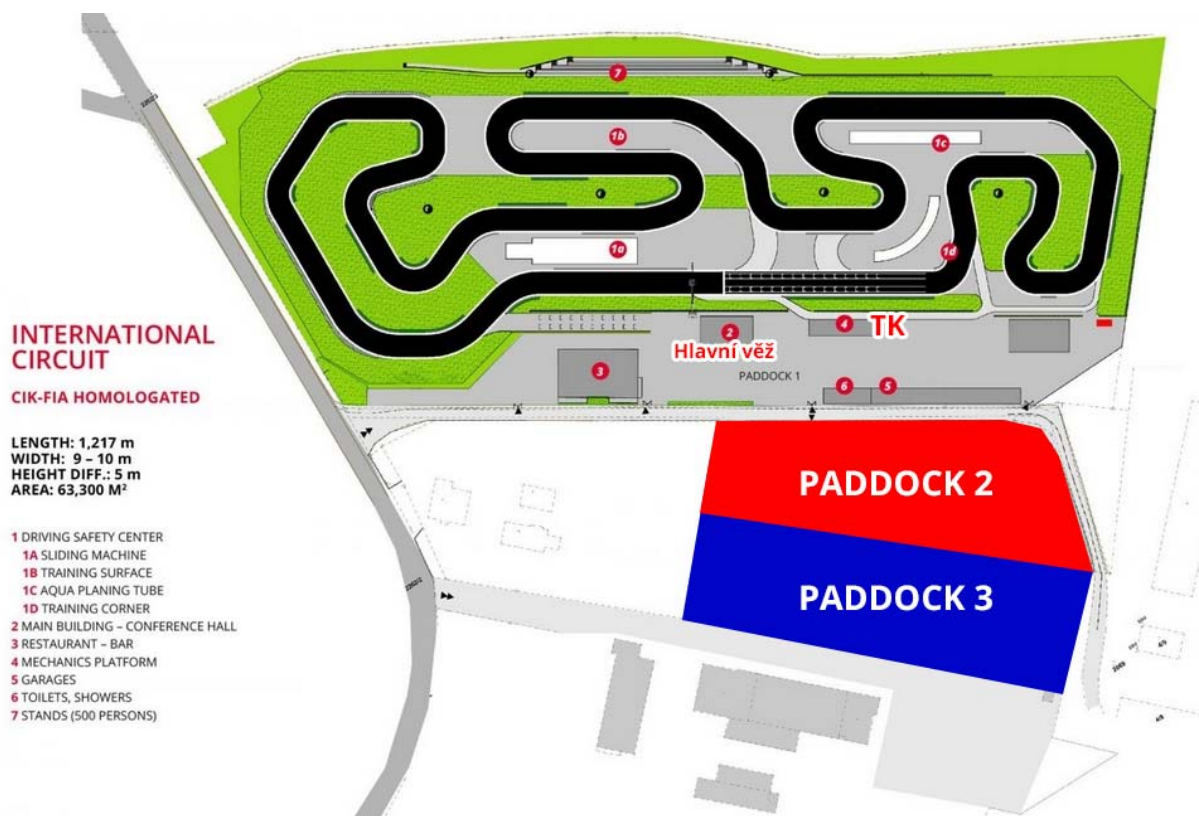 INTERNATIONAL
CIRCUIT
CIK-FIA HOMOLOGATED
LENGTH: 1,217 m
WIDTH: 9 – 10 m
HEIGHT DIFF.: 5 m
AREA: 63,300 M²
1 DRIVING SAFETY CENTER
1A SLIDING MACHINE
1B TRAINING SURFACE
1C AQUA PLANING TUBE
1D TRAINING CORNER
2 MAIN BUILDING – CONFERENCE HALL
3 RESTAURANT – BAR
4 MECHANICS PLATFORM
5 GARAGES
6 TOILETS, SHOWERS
7 STANDS (500 PERSONS)
7
1b
1c
1a
1d
2
4 TK
Hlavní věž
3
PADDOCK 1
6 5
PADDOCK 2
PADDOCK 3